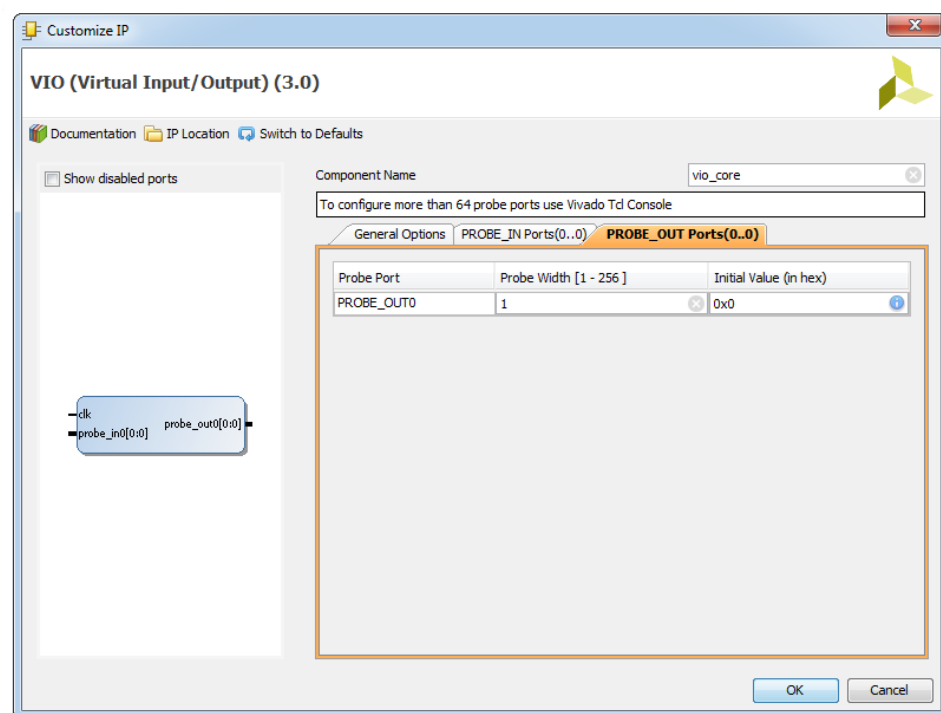 Customize IP
VIO (Virtual Input/Output) (3.0)
Documentation IP Location Switch to Defaults
Show disabled ports
Component Name vio_core
To configure more than 64 probe ports use Vivado Tcl Console
General Options PROBE_IN Ports(0..0) PROBE_OUT Ports(0..0)
Probe Port Probe Width [1 - 256 ] Initial Value (in hex)
PROBE_OUT0 1 0x0
clk
probe_in0[0:0] probe_out0[0:0]
OK Cancel